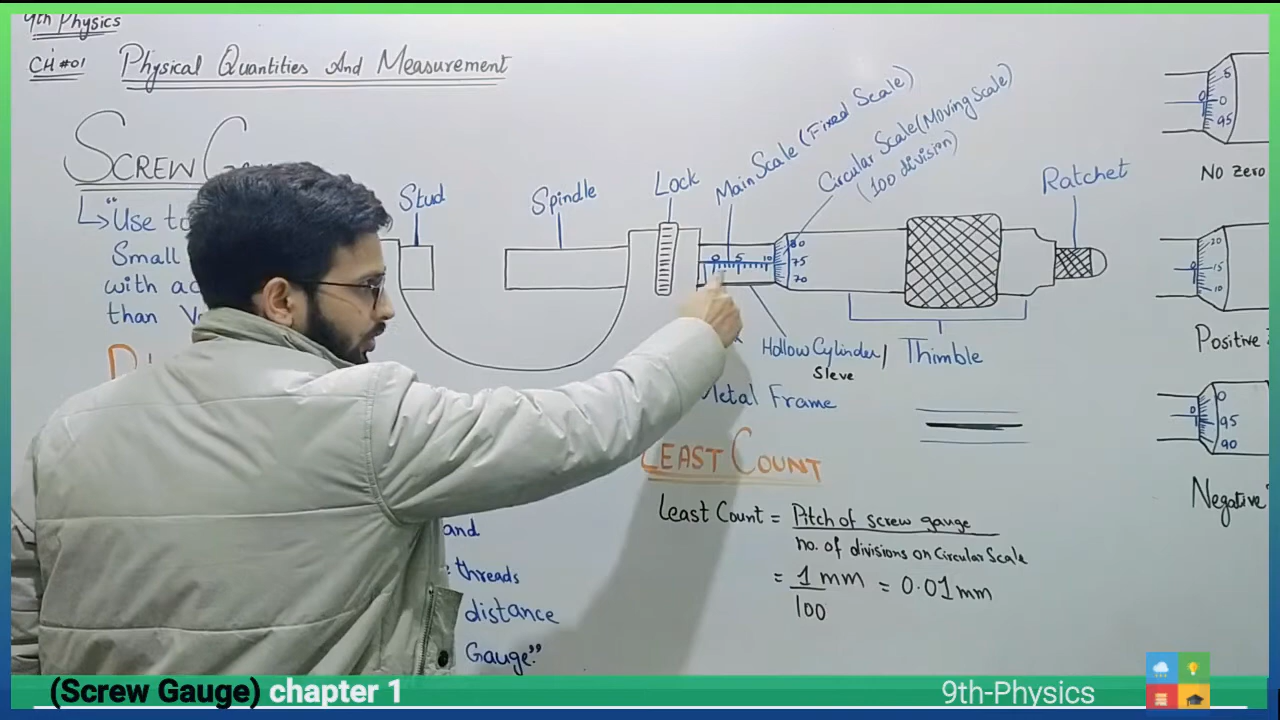 9th Physics
CH #01 Physical Quantities And Measurement
SCREW
"Use to
Small
with
than
Stud
Spindle
Lock
Main Scale (Fixed Scale)
Circular Scale (Moving Scale)
(100 division)
Ratchet
0 5 10
80
75
70
Hollow Cylinder/
Sleve
Thimble
Metal Frame
LEAST COUNT
Least Count = Pitch of screw gauge
no. of divisions on Circular Scale
= 1 mm = 0.01 mm
100
and
threads
distance
Gauge."
5
0 0
95
No Zero
20
0 15
10
Positive
0
0 95
90
Negative
(Screw Gauge) chapter 1
9th-Physics